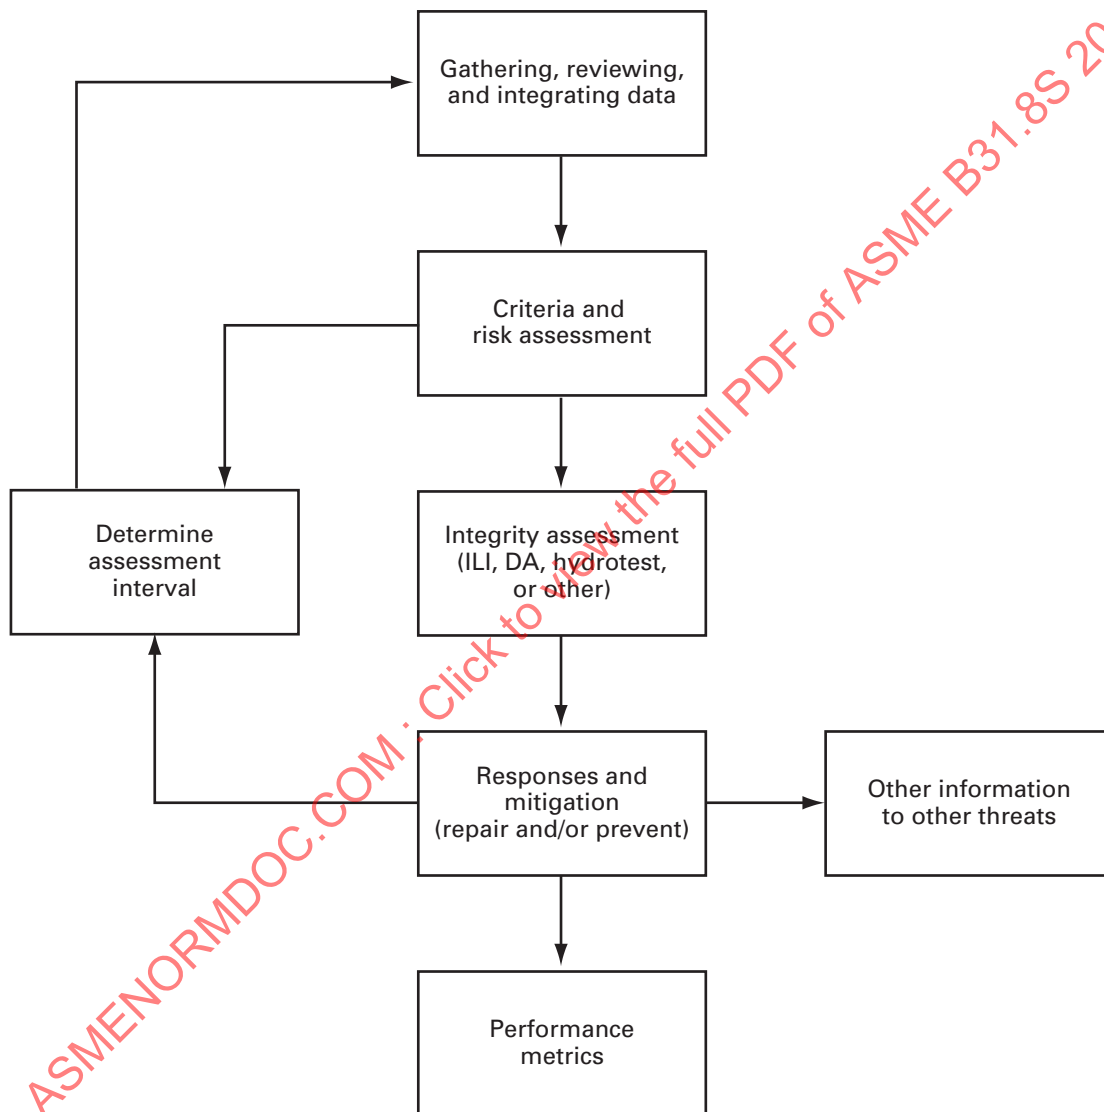 Gathering, reviewing,
and integrating data
Criteria and
risk assessment
Determine
assessment
interval
Integrity assessment
(ILI, DA, hydrotest,
or other)
Responses and
mitigation
(repair and/or prevent)
Other information
to other threats
Performance
metrics
ASMENORMDOC.COM : Click to view the full PDF of ASME B31.8S 20